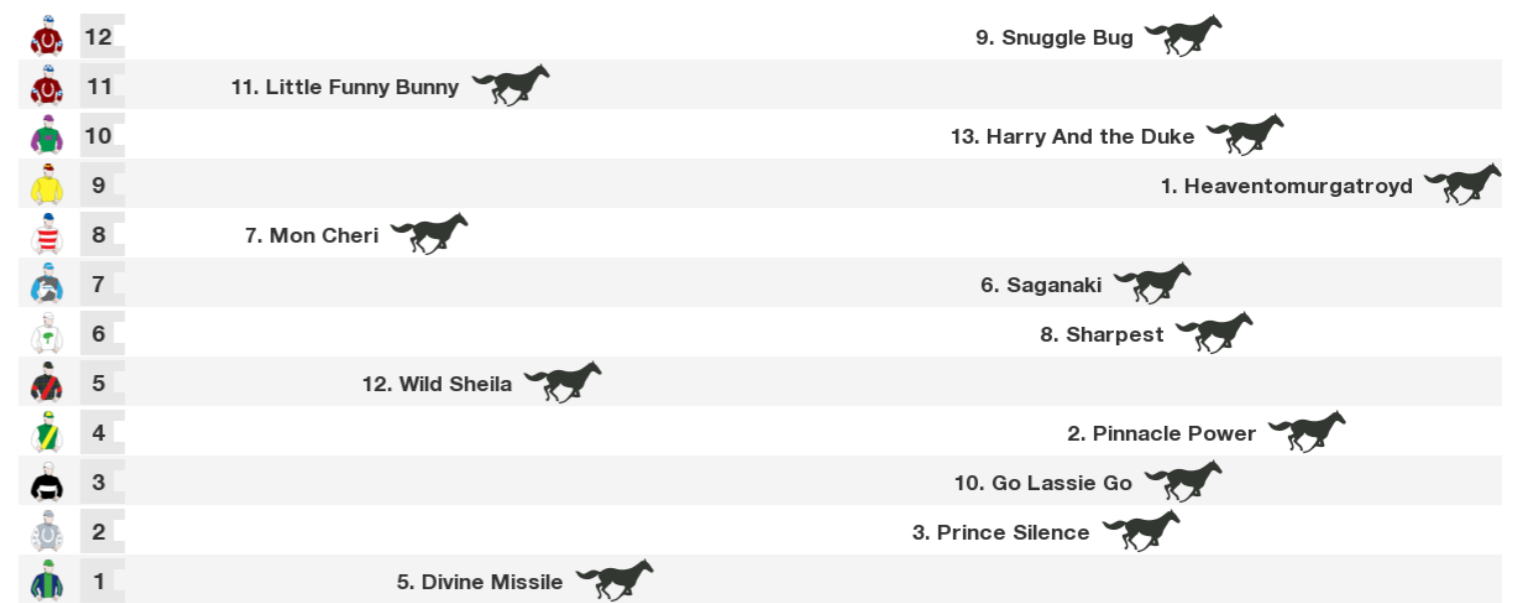 12 9. Snuggle Bug
11 11. Little Funny Bunny
10 13. Harry And the Duke
9 1. Heaventomurgatroyd
8 7. Mon Cheri
7 6. Saganaki
6 8. Sharpest
5 12. Wild Sheila
4 2. Pinnacle Power
3 10. Go Lassie Go
2 3. Prince Silence
1 5. Divine Missile